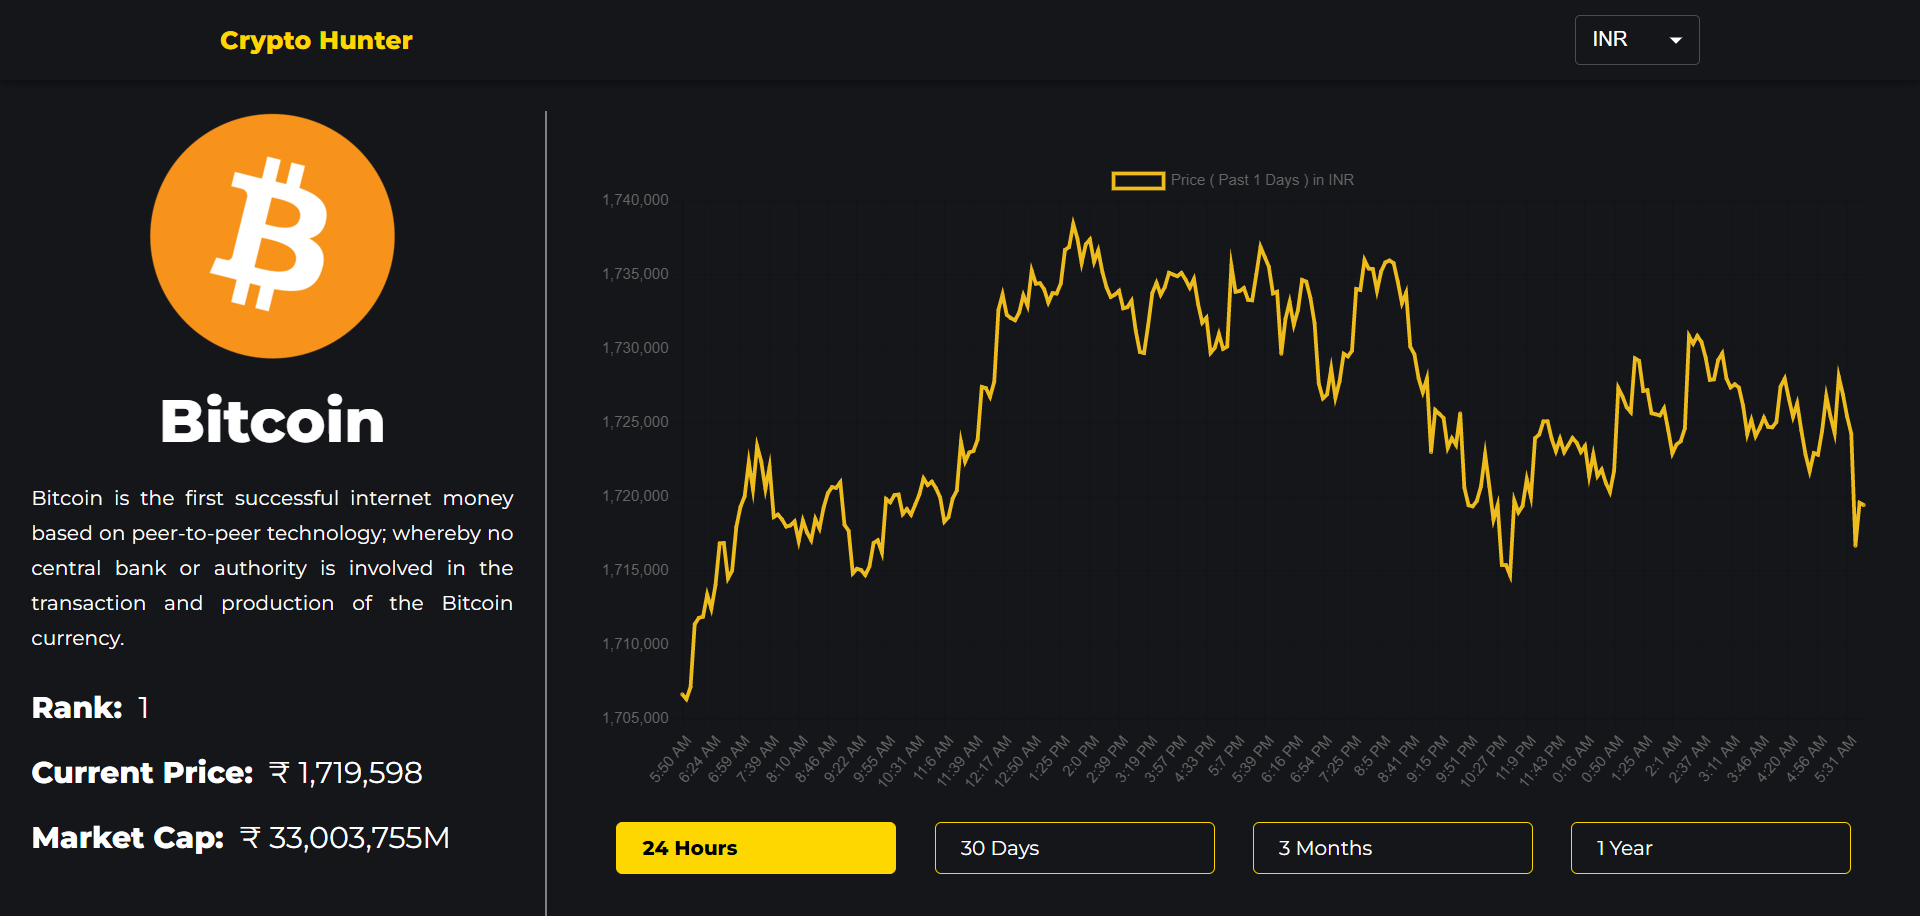 Crypto Hunter
INR
Bitcoin
Bitcoin is the first successful internet money
based on peer-to-peer technology; whereby no
central bank or authority is involved in the
transaction and production of the Bitcoin
currency.
Rank: 1
Current Price: ₹ 1,719,598
Market Cap: ₹ 33,003,755M
Price ( Past 1 Days ) in INR
1,740,000
1,735,000
1,730,000
1,725,000
1,720,000
1,715,000
1,710,000
1,705,000
5:50 AM
6:24 AM
6:59 AM
7:39 AM
8:10 AM
8:46 AM
9:22 AM
9:55 AM
10:31 AM
11:6 AM
11:39 AM
12:17 AM
12:50 AM
1:25 PM
2:0 PM
2:39 PM
3:19 PM
3:57 PM
4:33 PM
5:7 PM
5:39 PM
6:16 PM
6:54 PM
7:25 PM
8:5 PM
8:41 PM
9:15 PM
9:51 PM
10:27 PM
11:9 PM
11:43 PM
0:16 AM
0:50 AM
1:25 AM
2:1 AM
2:37 AM
3:11 AM
3:46 AM
4:20 AM
4:56 AM
5:31 AM
24 Hours
30 Days
3 Months
1 Year